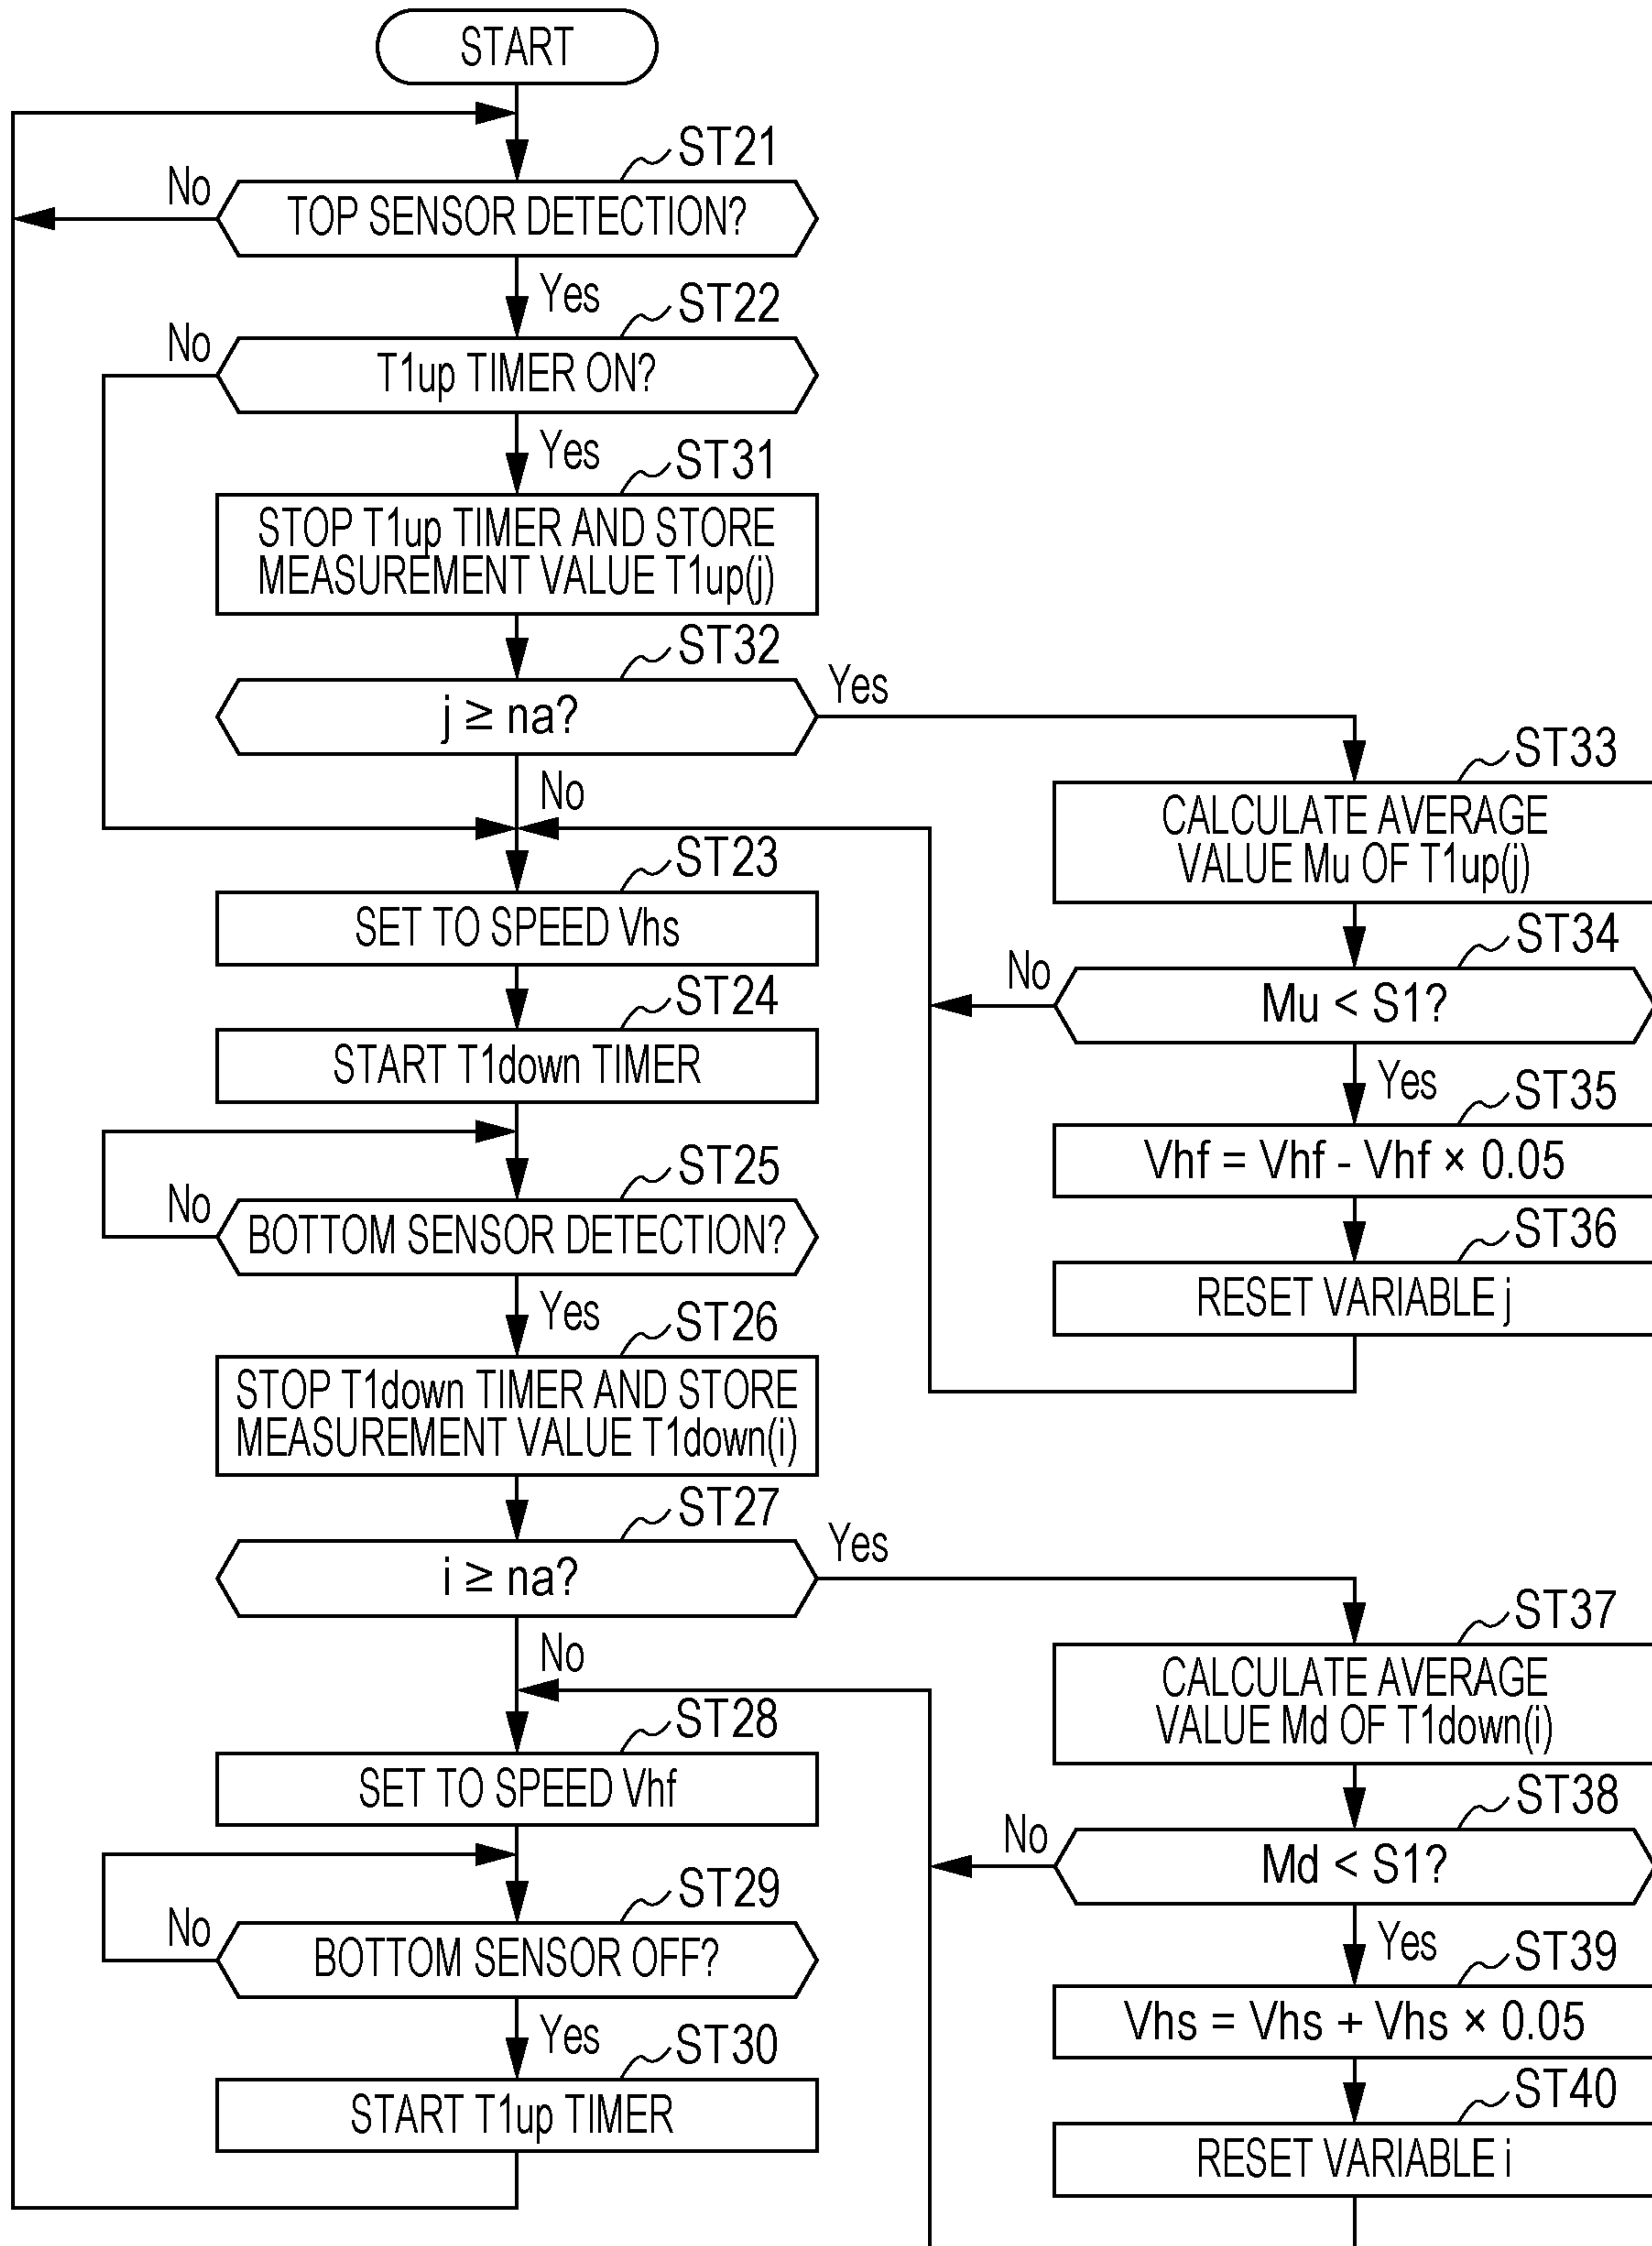 START
ST21
No
TOP SENSOR DETECTION?
Yes
ST22
No
T1up TIMER ON?
Yes
ST31
STOP T1up TIMER AND STORE
MEASUREMENT VALUE T1up(j)
ST32
j ≥ na?
Yes
No
ST33
CALCULATE AVERAGE
VALUE Mu OF T1up(j)
ST34
No
Mu < S1?
Yes
ST35
Vhf = Vhf - Vhf × 0.05
ST36
RESET VARIABLE j
ST23
SET TO SPEED Vhs
ST24
START T1down TIMER
ST25
No
BOTTOM SENSOR DETECTION?
Yes
ST26
STOP T1down TIMER AND STORE
MEASUREMENT VALUE T1down(i)
ST27
i ≥ na?
Yes
No
ST37
CALCULATE AVERAGE
VALUE Md OF T1down(i)
ST38
No
Md < S1?
Yes
ST39
Vhs = Vhs + Vhs × 0.05
ST40
RESET VARIABLE i
ST28
SET TO SPEED Vhf
ST29
No
BOTTOM SENSOR OFF?
Yes
ST30
START T1up TIMER